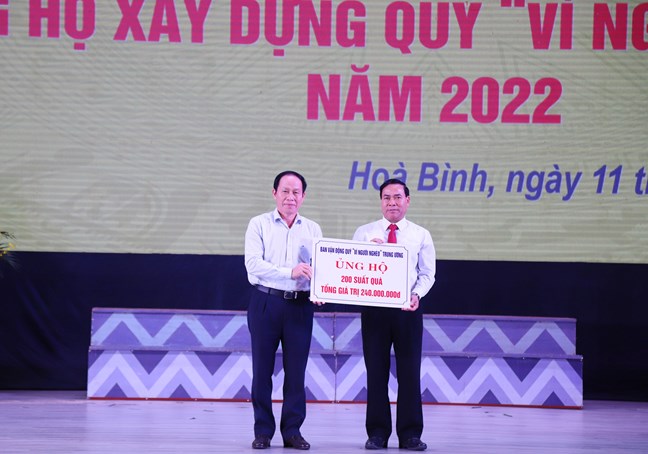 G HỘ XÂY DỰNG QUỸ "VÌ NG
NĂM 2022
Hoà Bình, ngày 11 t
BAN VẬN ĐỘNG QUỸ "VÌ NGƯỜI NGHÈO" TRUNG ƯƠNG
ỦNG HỘ
200 SUẤT QUÀ
TỔNG GIÁ TRỊ 240.000.000đ